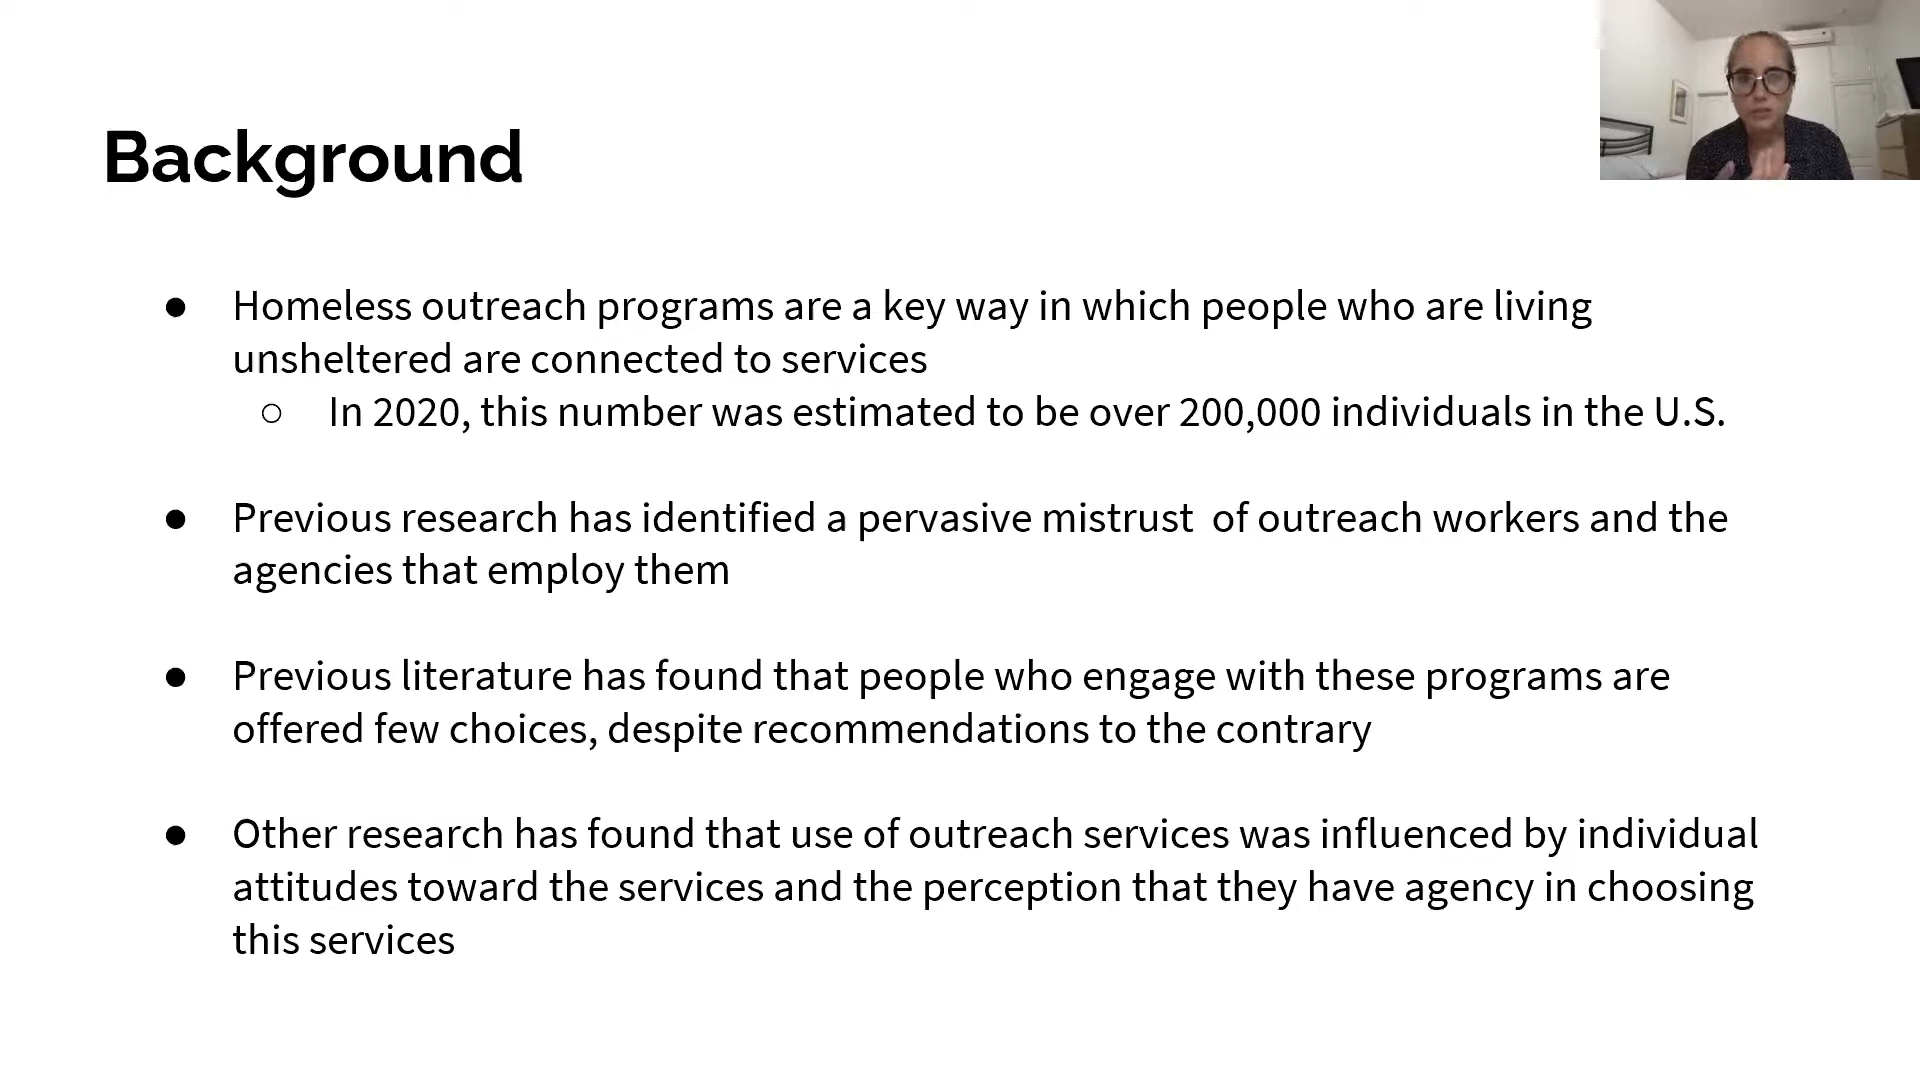 Background
● Homeless outreach programs are a key way in which people who are living
unsheltered are connected to services
○ In 2020, this number was estimated to be over 200,000 individuals in the U.S.
● Previous research has identified a pervasive mistrust  of outreach workers and the
agencies that employ them
● Previous literature has found that people who engage with these programs are
offered few choices, despite recommendations to the contrary
● Other research has found that use of outreach services was influenced by individual
attitudes toward the services and the perception that they have agency in choosing
this services